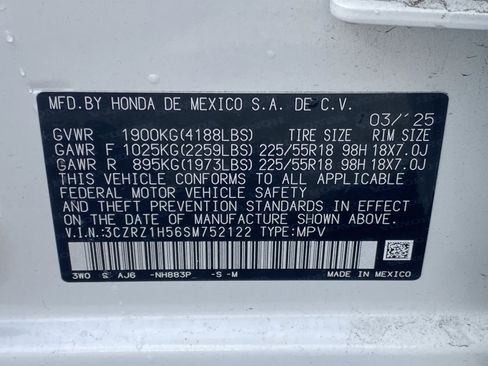 MFD.BY HONDA DE MEXICO S.A. DE C.V.
03/'25
GVWR 1900KG(4188LBS) TIRE SIZE RIM SIZE
GAWR F 1025KG(2259LBS) 225/55R18 98H 18X7.0J
GAWR R 895KG(1973LBS) 225/55R18 98H 18X7.0J
THIS VEHICLE CONFORMS TO ALL APPLICABLE
FEDERAL MOTOR VEHICLE SAFETY
AND THEFT PREVENTION STANDARDS IN EFFECT
ON THE DATE OF MANUFACTURE SHOWN ABOVE.
V.I.N.:3CZRZ1H56SM752122 TYPE:MPV
3WO AJ6 -NH883P -S-M MADE IN MEXICO